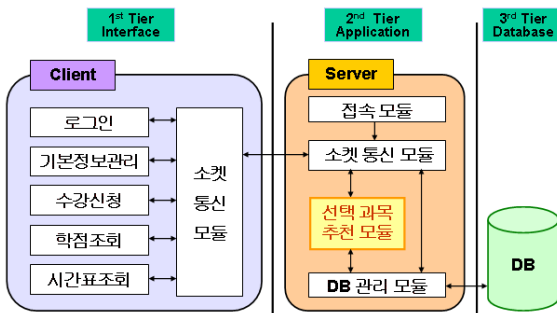 1st Tier
Interface
2nd Tier
Application
3rd Tier
Database
Client
로그인
기본정보관리
수강신청
학점조회
시간표조회
소켓
통신
모듈
Server
접속 모듈
소켓 통신 모듈
선택 과목
추천 모듈
DB 관리 모듈
DB